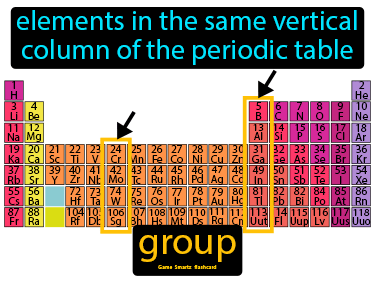 elements in the same vertical
column of the periodic table
1 2
H He
3 4 5 6 7 8 9 10
Li Be B C N O F Ne
11 12 13 14 15 16 17 18
Na Mg Al Si P S Cl Ar
19 20 21 22 23 24 25 26 27 28 29 30 31 32 33 34 35 36
K Ca Sc Ti V Cr Mn Fe Co Ni Cu Zn Ga Ge As Se Br Kr
37 38 39 40 41 42 43 44 45 46 47 48 49 50 51 52 53 54
Rb Sr Y Zr Nb Mo Tc Ru Rh Pd Ag Cd In Sn Sb Te I Xe
55 56 72 73 74 75 76 77 78 79 80 81 82 83 84 85 86
Cs Ba Hf Ta W Re Os Ir Pt Au Hg Tl Pb Bi Po At Rn
87 88 104 105 106 107 108 109 110 111 112 113 114 115 116 117 118
Fr Ra Rf Db Sg Bh Hs Mt Ds Rg Cn Uut Fl Uup Lv Uus Uuo
group
Game Smartz flashcard